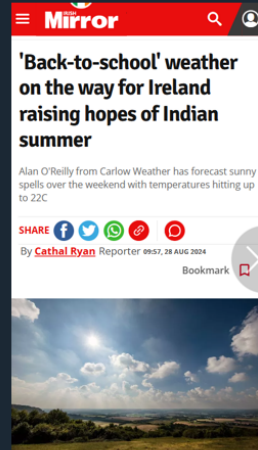 IRISH
Mirror
'Back-to-school' weather
on the way for Ireland
raising hopes of Indian
summer
Alan O'Reilly from Carlow Weather has forecast sunny
spells over the weekend with temperatures hitting up
to 22C
SHARE
By Cathal Ryan Reporter 09:57, 28 AUG 2024
Bookmark